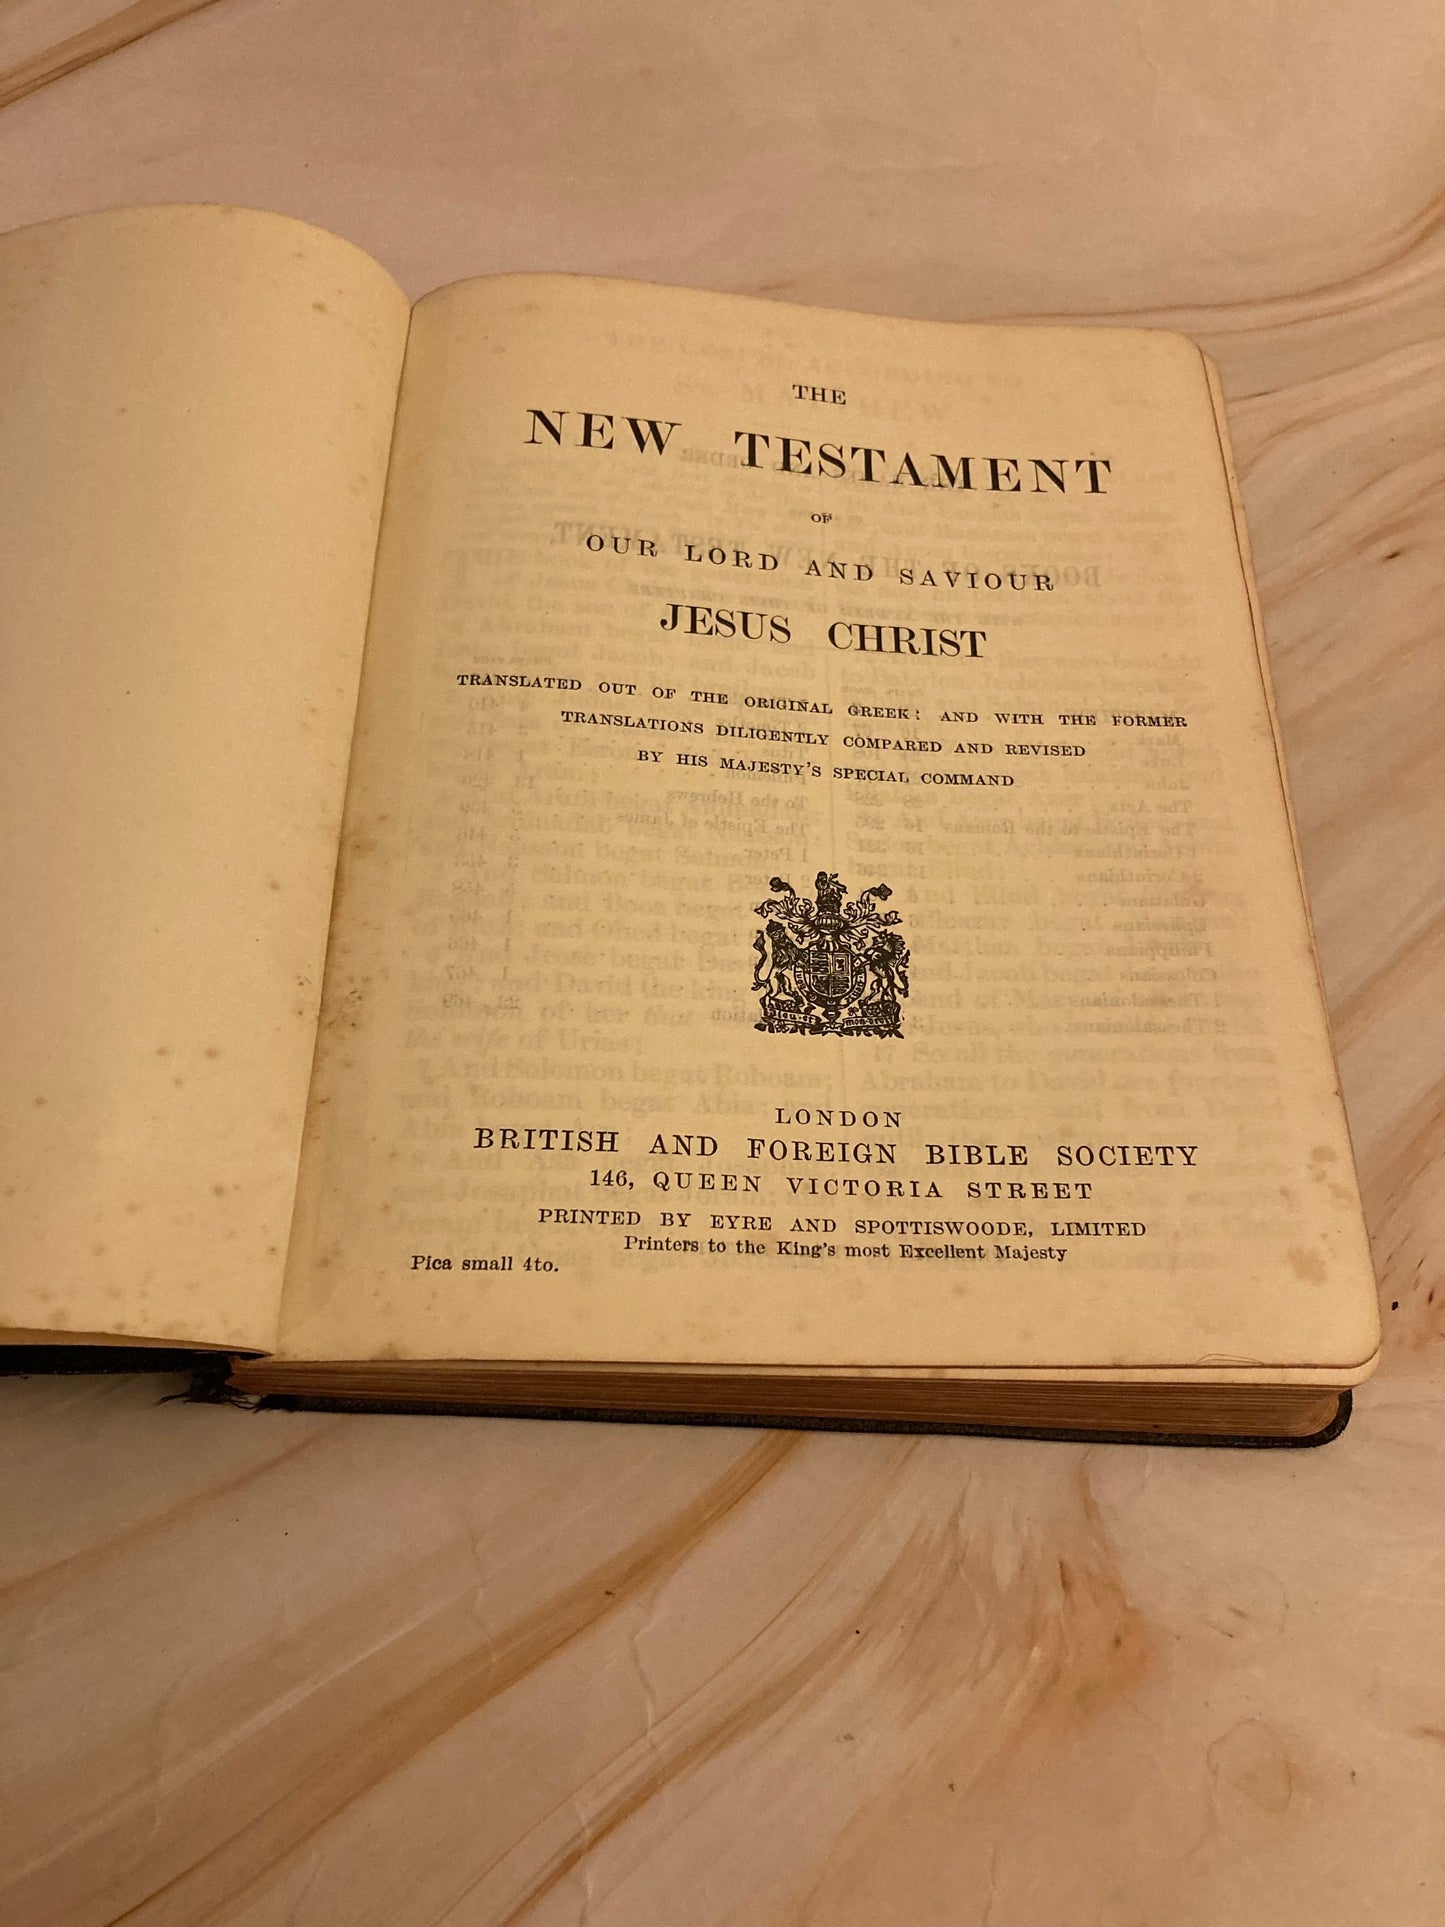 THE
NEW TESTAMENT
OF
OUR LORD AND SAVIOUR
JESUS CHRIST
TRANSLATED OUT OF THE ORIGINAL GREEK: AND WITH THE FORMER
TRANSLATIONS DILIGENTLY COMPARED AND REVISED
BY HIS MAJESTY'S SPECIAL COMMAND
LONDON
BRITISH AND FOREIGN BIBLE SOCIETY
146, QUEEN VICTORIA STREET
PRINTED BY EYRE AND SPOTTISWOODE, LIMITED
Printers to the King's most Excellent Majesty
Pica small 4to.